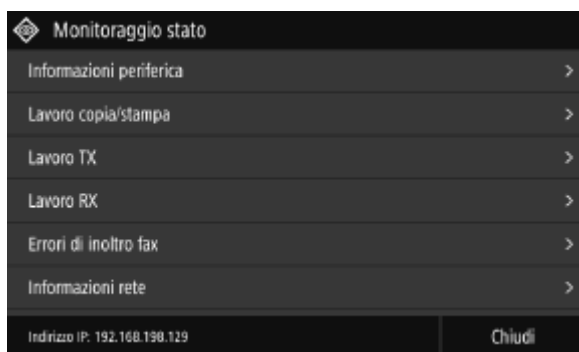 Monitoraggio stato
Informazioni periferica
Lavoro copia/stampa
Lavoro TX
Lavoro RX
Errori di inoltro fax
Informazioni rete
Indirizzo IP: 192.168.198.129
Chiudi